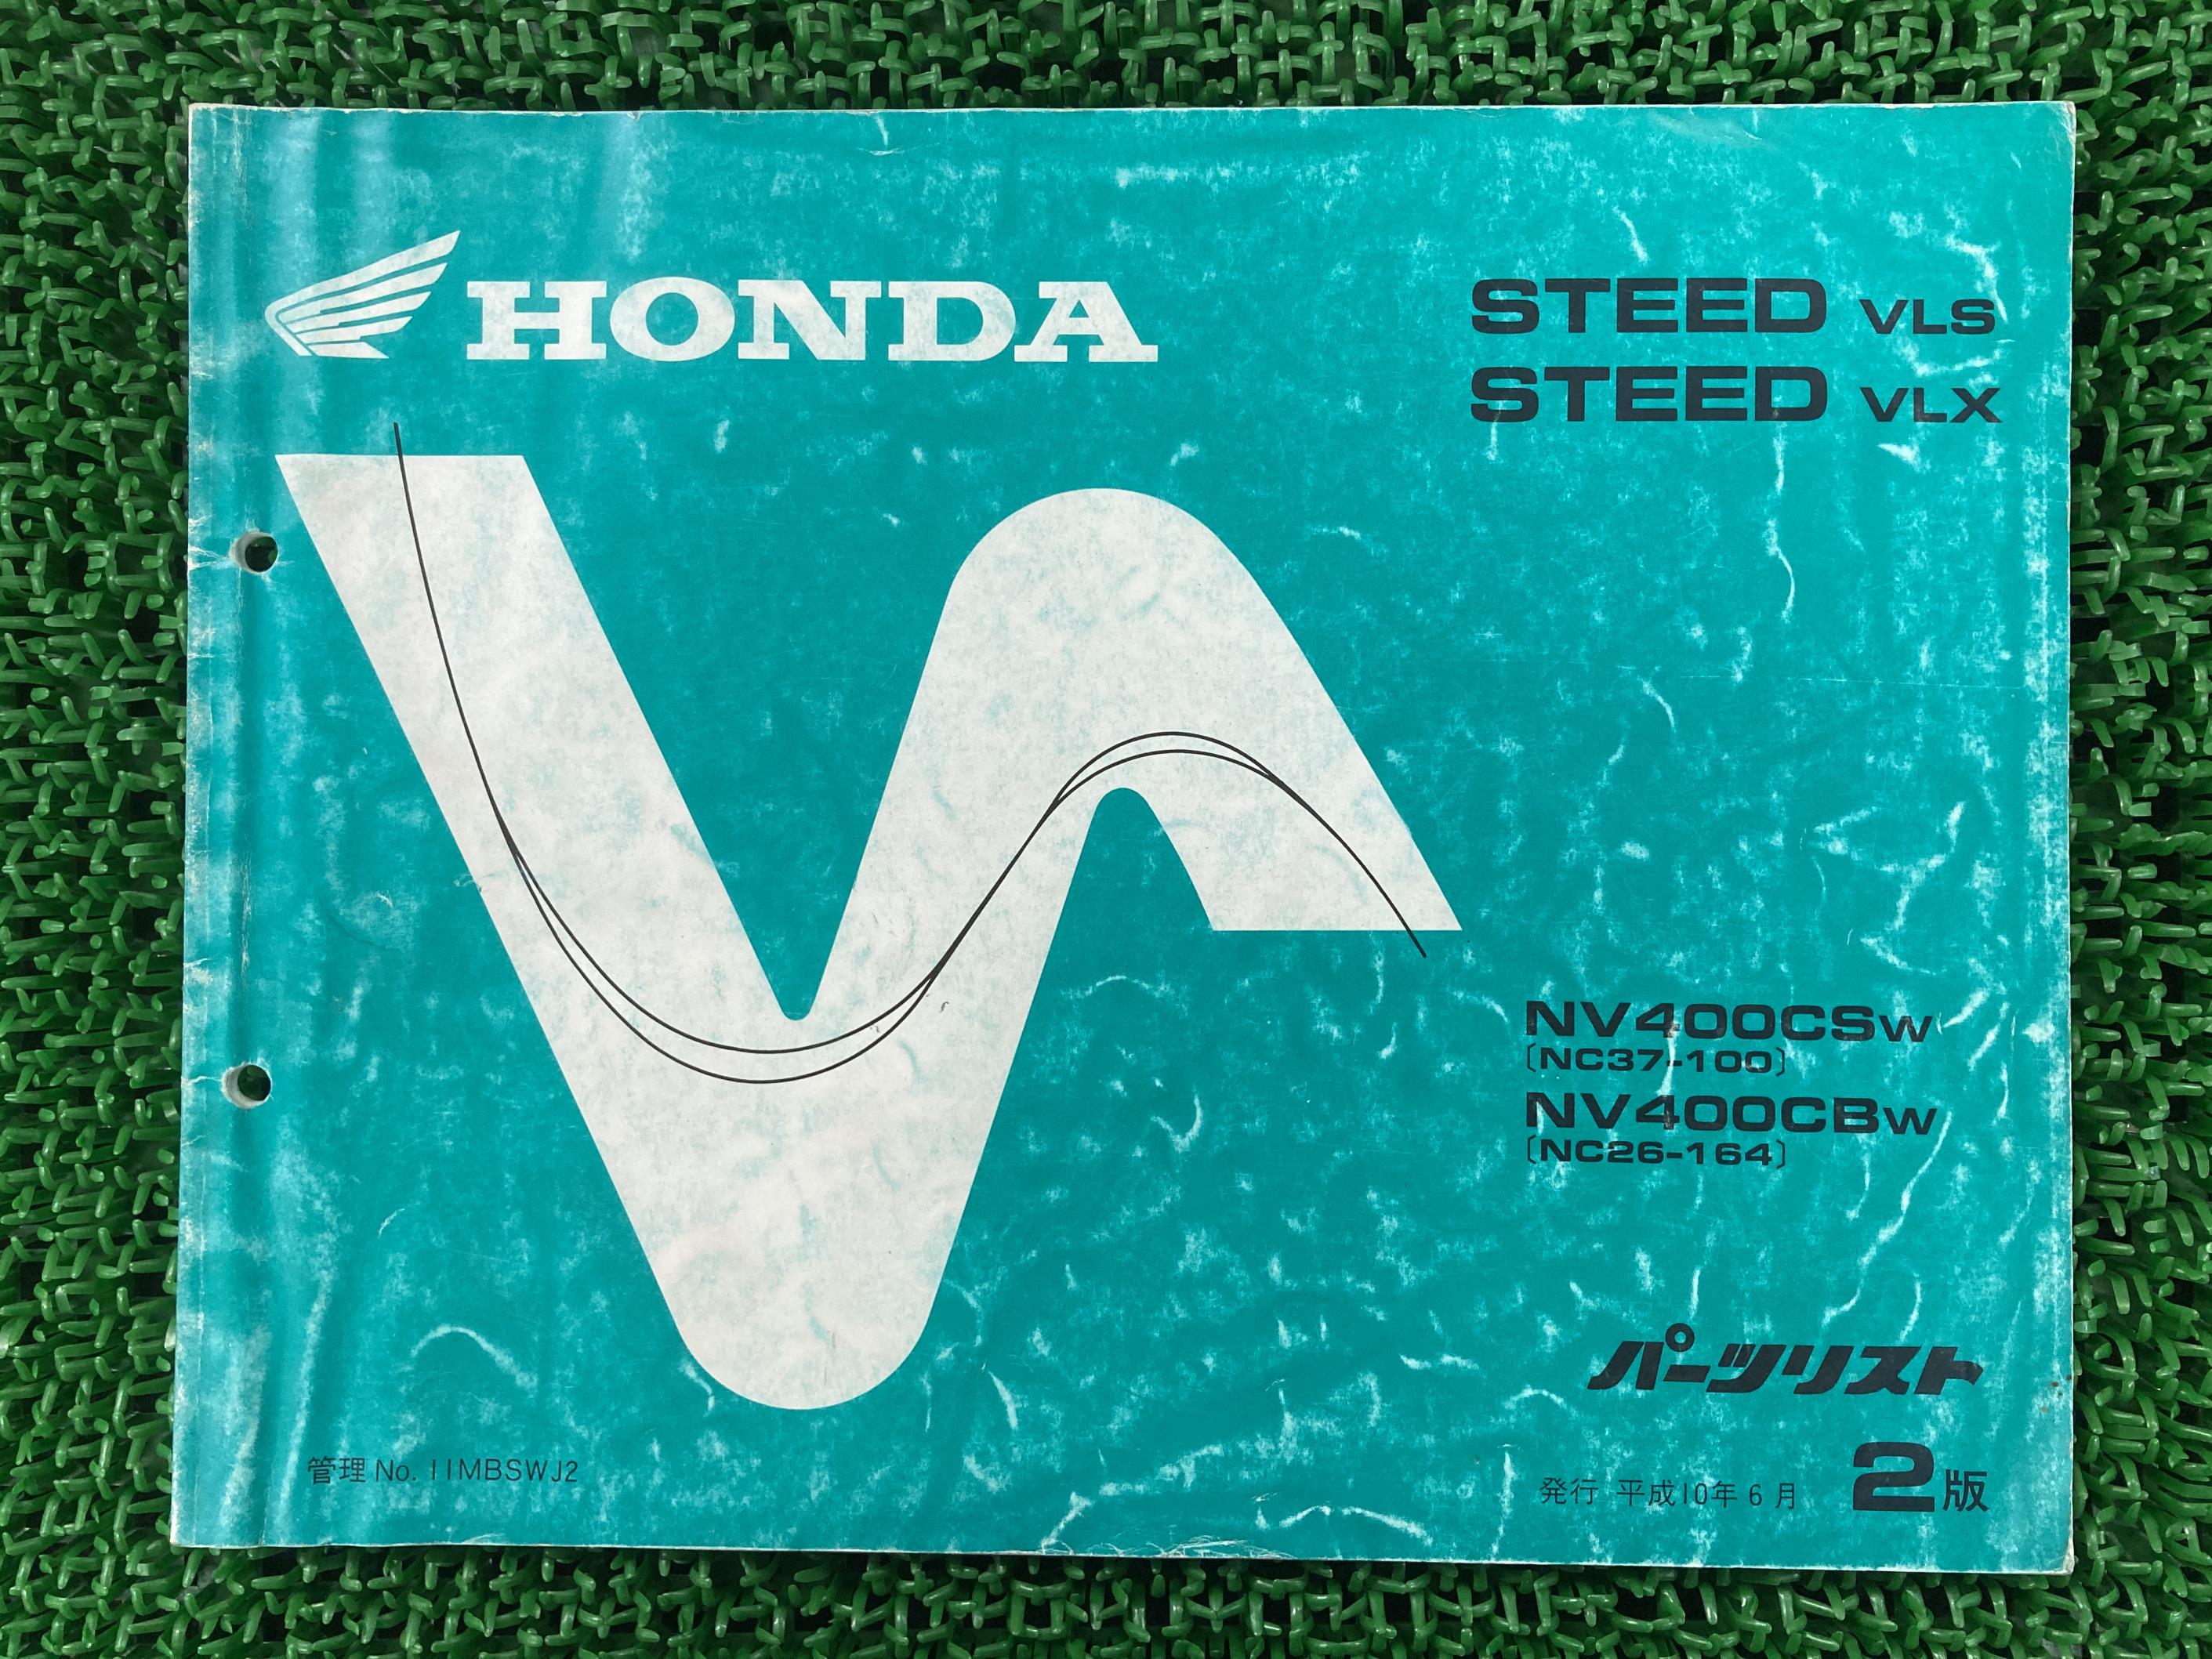 HONDA
STEED VLS
STEED VLX
NV400CSW
〔NC37-100〕
NV400CBW
〔NC26-164〕
パーツリスト
管理 No. 11MBSWJ2
発行 平成10年6月 2版